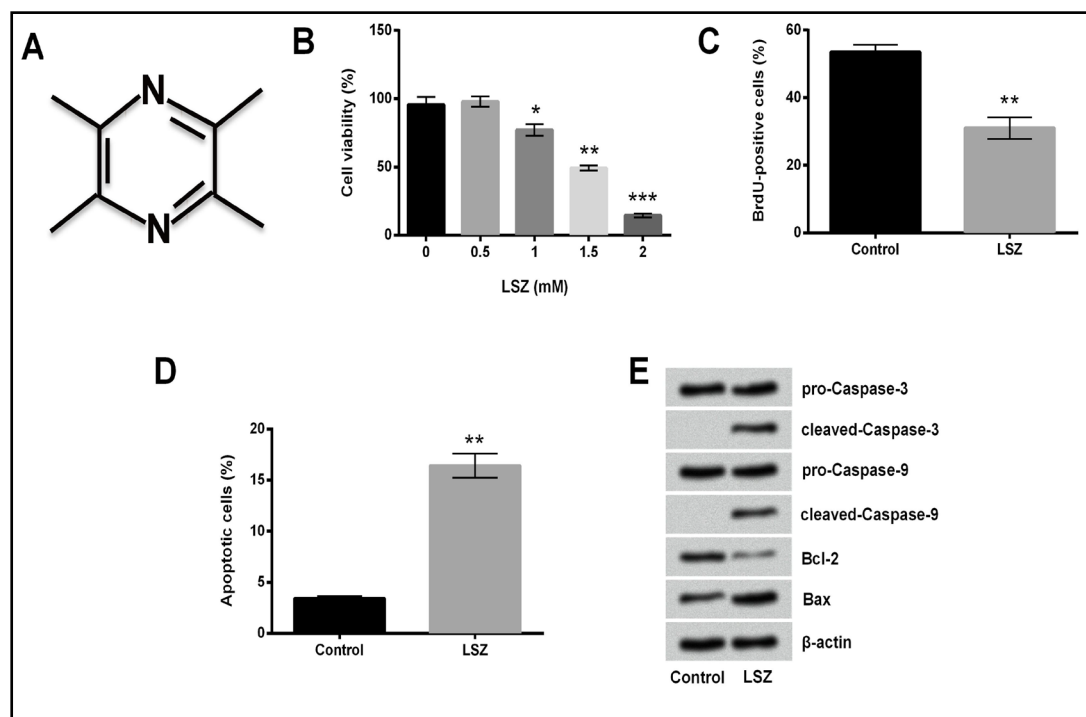 A
N
N
B
Cell viability (%)
150
100
50
0
*
**
***
0 0.5 1 1.5 2
LSZ (mM)
C
BrdU-positive cells (%)
60
40
20
0
**
Control LSZ
D
Apoptotic cells (%)
20
15
10
5
0
**
Control LSZ
E
pro-Caspase-3
cleaved-Caspase-3
pro-Caspase-9
cleaved-Caspase-9
Bcl-2
Bax
β-actin
Control LSZ